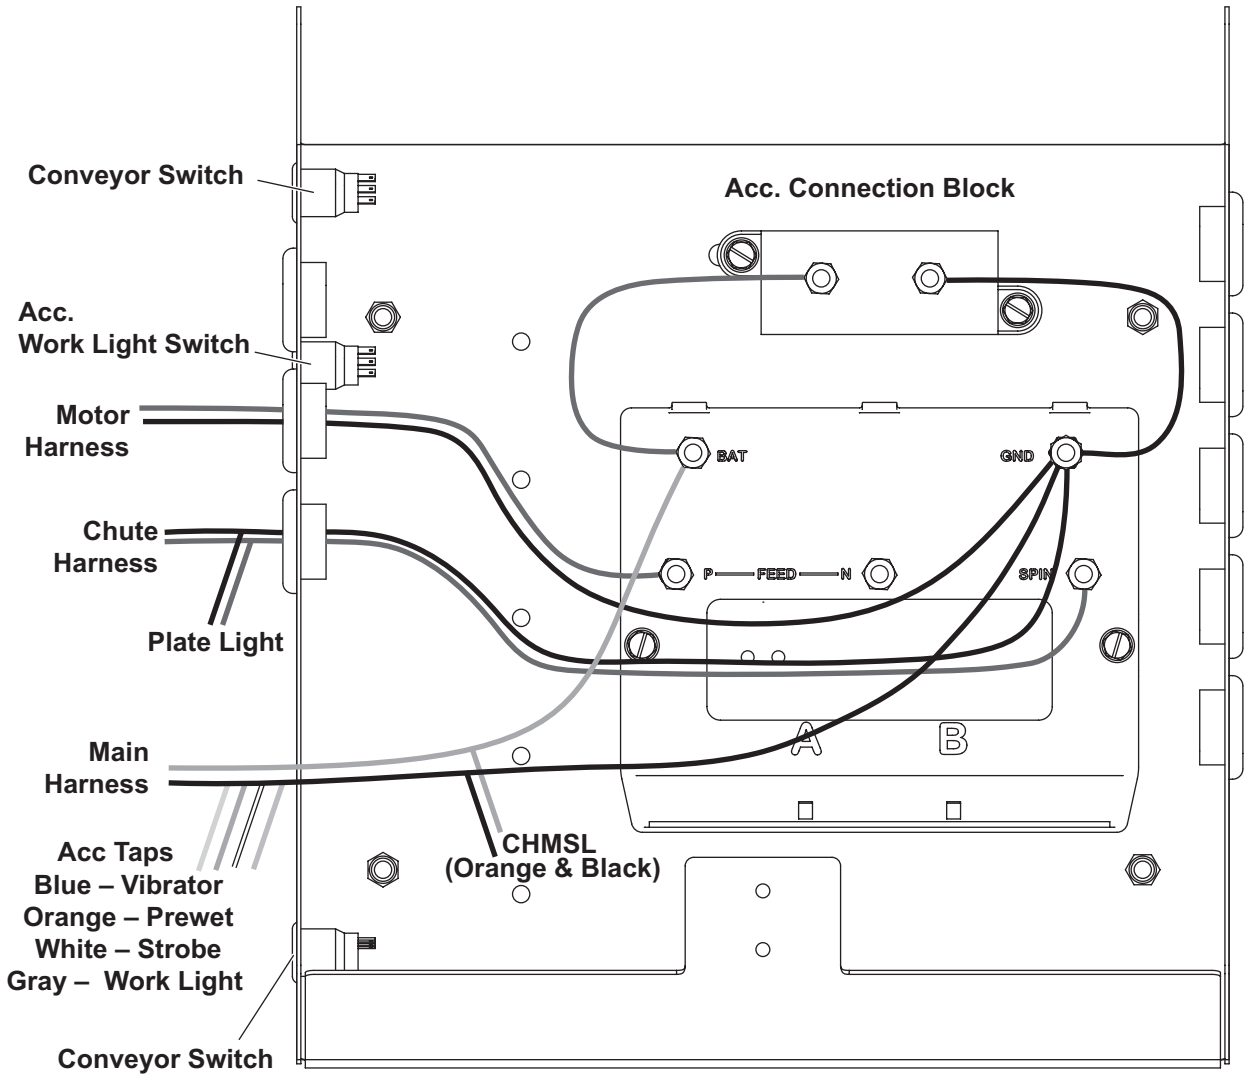 Conveyor Switch
Acc. Connection Block
Acc.
Work Light Switch
Motor
Harness
BAT
GND
Chute
Harness
P FEED N
SPIN
Plate Light
Main
Harness
A B
CHMSL
(Orange & Black)
Acc Taps
Blue – Vibrator
Orange – Prewet
White – Strobe
Gray – Work Light
Conveyor Switch